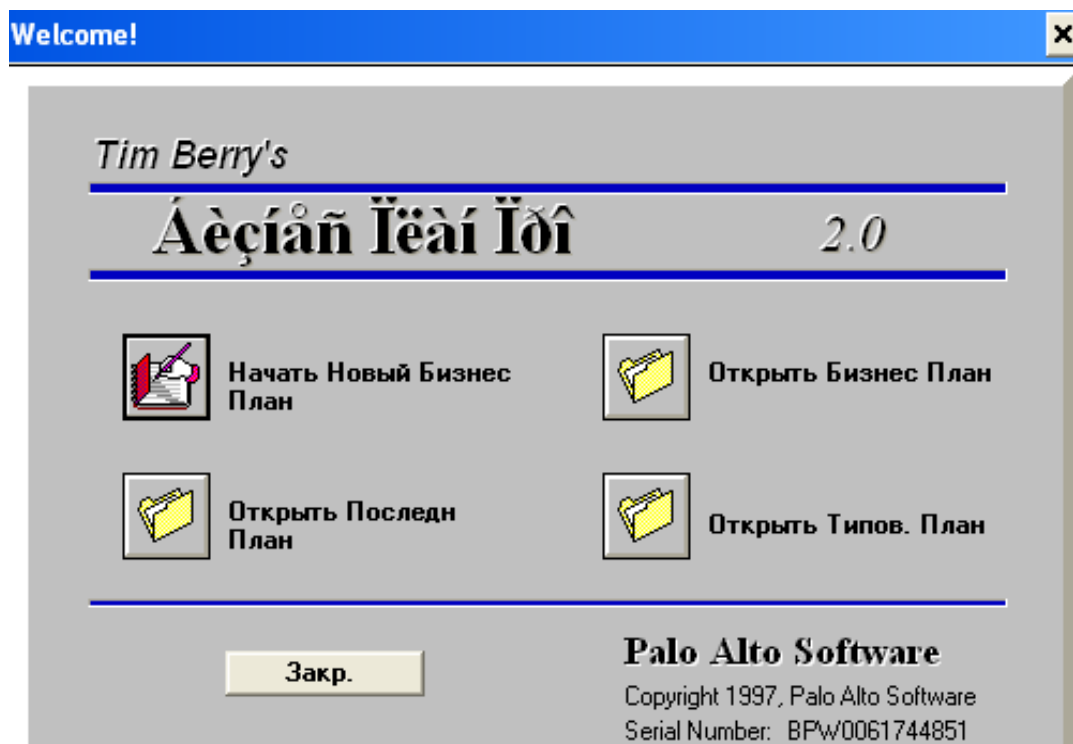 Welcome!
Tim Berry's
Áèçíåñ Ïëàí Ïðî 2.0
Начать Новый Бизнес
План
Открыть Бизнес План
Открыть Последн
План
Открыть Типов. План
Закр.
Palo Alto Software
Copyright 1997, Palo Alto Software
Serial Number: BPW0061744851